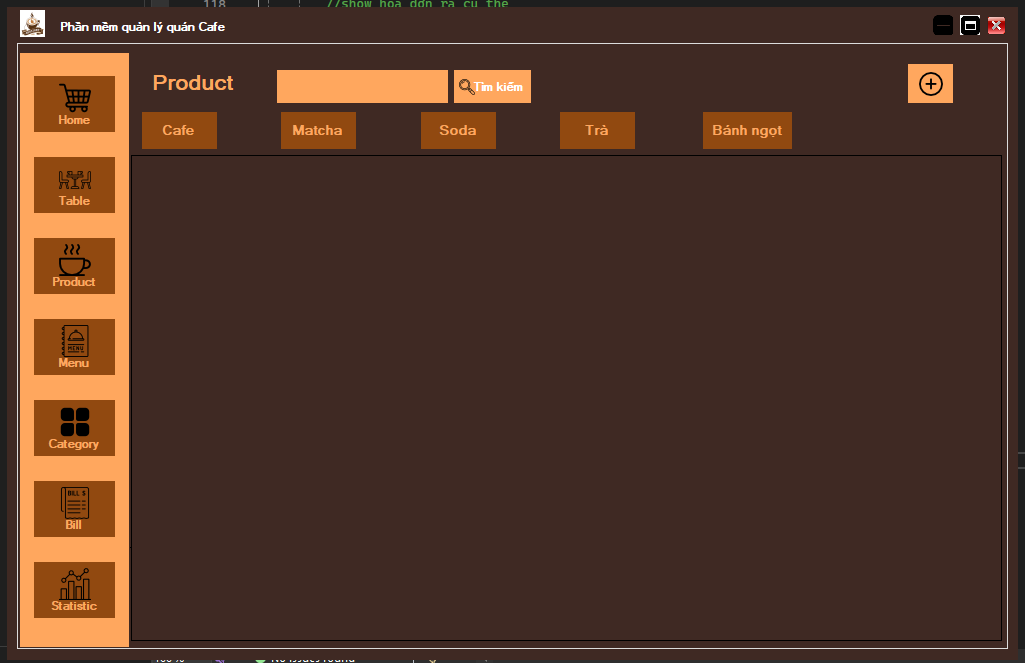 118
//show hoa don ra cu the
Phần mềm quản lý quán Cafe
Home
Table
Product
MENU
Menu
Category
BILL $
Bill
Statistic
Product
Tìm kiếm
Cafe
Matcha
Soda
Trà
Bánh ngọt
100 %
No issues found